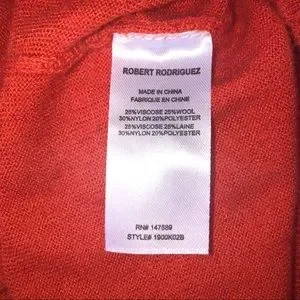 ROBERT RODRIGUEZ
MADE IN CHINA
FABRIQUE EN CHINE
25%VISCOSE 25%WOOL
30%NYLON 20%POLYESTER
25%VISCOSE 25%LAINE
30%NYLON 20%POLYESTER
RN# 147589
STYLE# 1900K02B